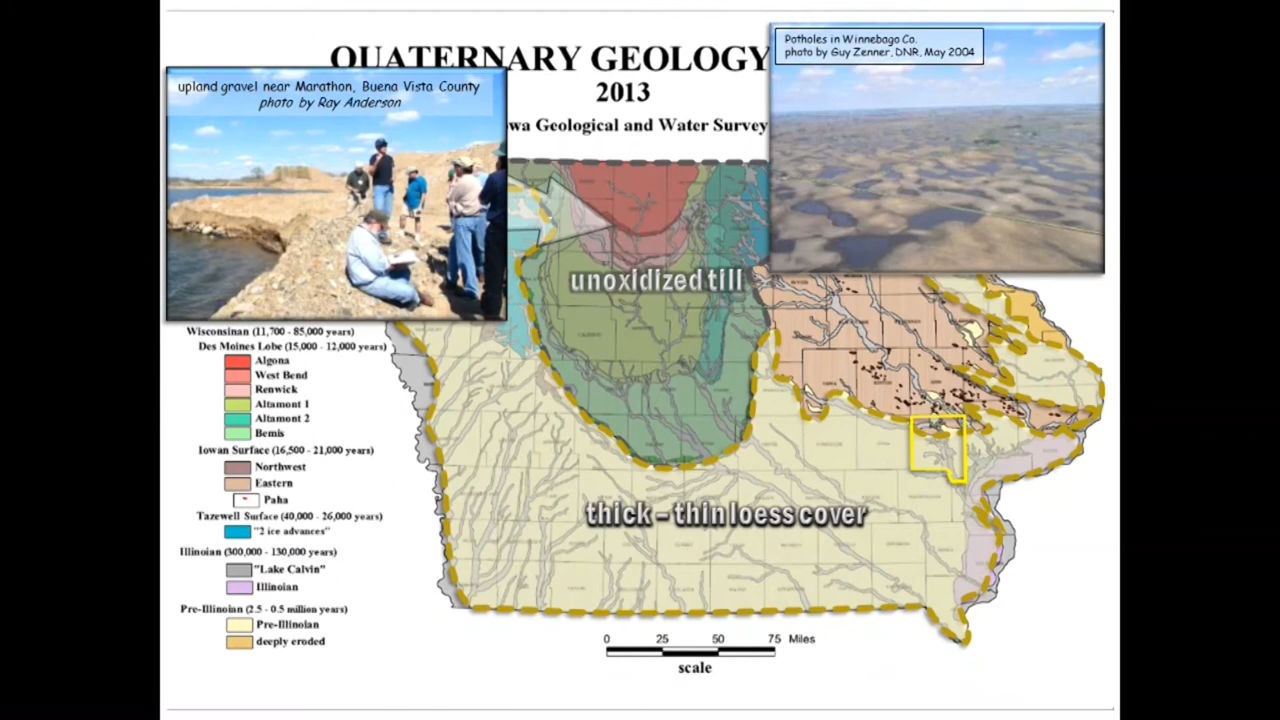 QUATERNARY GEOLOGY
2013
wa Geological and Water Survey
upland gravel near Marathon, Buena Vista County
photo by Ray Anderson
Potholes in Winnebago Co.
photo by Guy Zenner, DNR, May 2004
unoxidized till
thick – thin loess cover
Wisconsinan (11,700 - 85,000 years)
Des Moines Lobe (15,000 - 12,000 years)
Algona
West Bend
Renwick
Altamont 1
Altamont 2
Bemis
Iowan Surface (16,500 - 21,000 years)
Northwest
Eastern
Paha
Tazewell Surface (40,000 - 26,000 years)
"2 ice advances"
Illinoian (300,000 - 130,000 years)
"Lake Calvin"
Illinoian
Pre-Illinoian (2.5 - 0.5 million years)
Pre-Illinoian
deeply eroded
0 25 50 75 Miles
scale